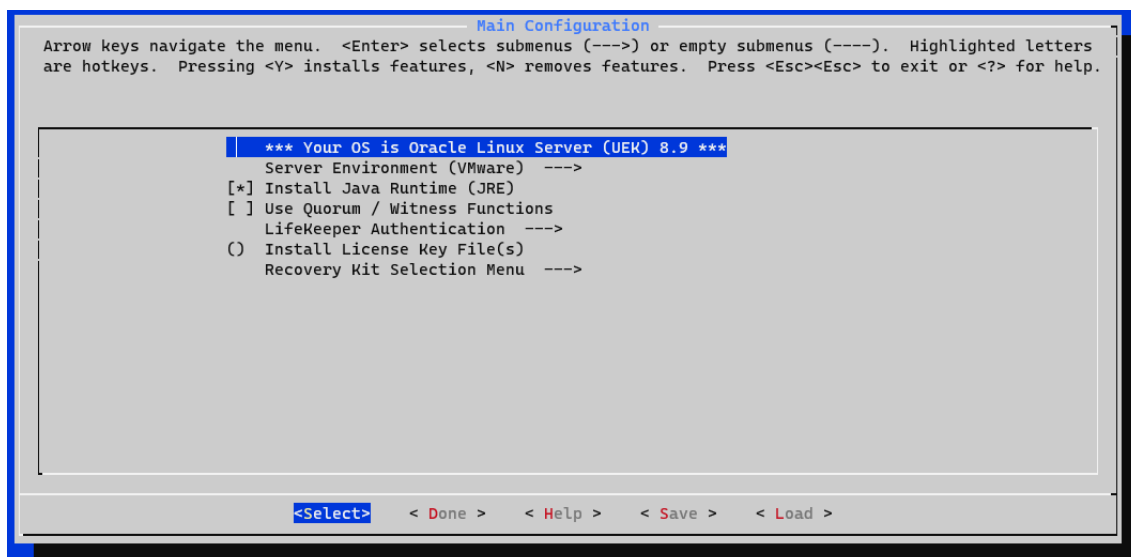 Main Configuration
Arrow keys navigate the menu.  <Enter> selects submenus (--->) or empty submenus (----).  Highlighted letters
are hotkeys.  Pressing <Y> installs features, <N> removes features.  Press <Esc><Esc> to exit or <?> for help.
*** Your OS is Oracle Linux Server (UEK) 8.9 ***
Server Environment (VMware)  --->
[*] Install Java Runtime (JRE)
[ ] Use Quorum / Witness Functions
LifeKeeper Authentication  --->
()  Install License Key File(s)
Recovery Kit Selection Menu  --->
<Select>    < Done >    < Help >    < Save >    < Load >